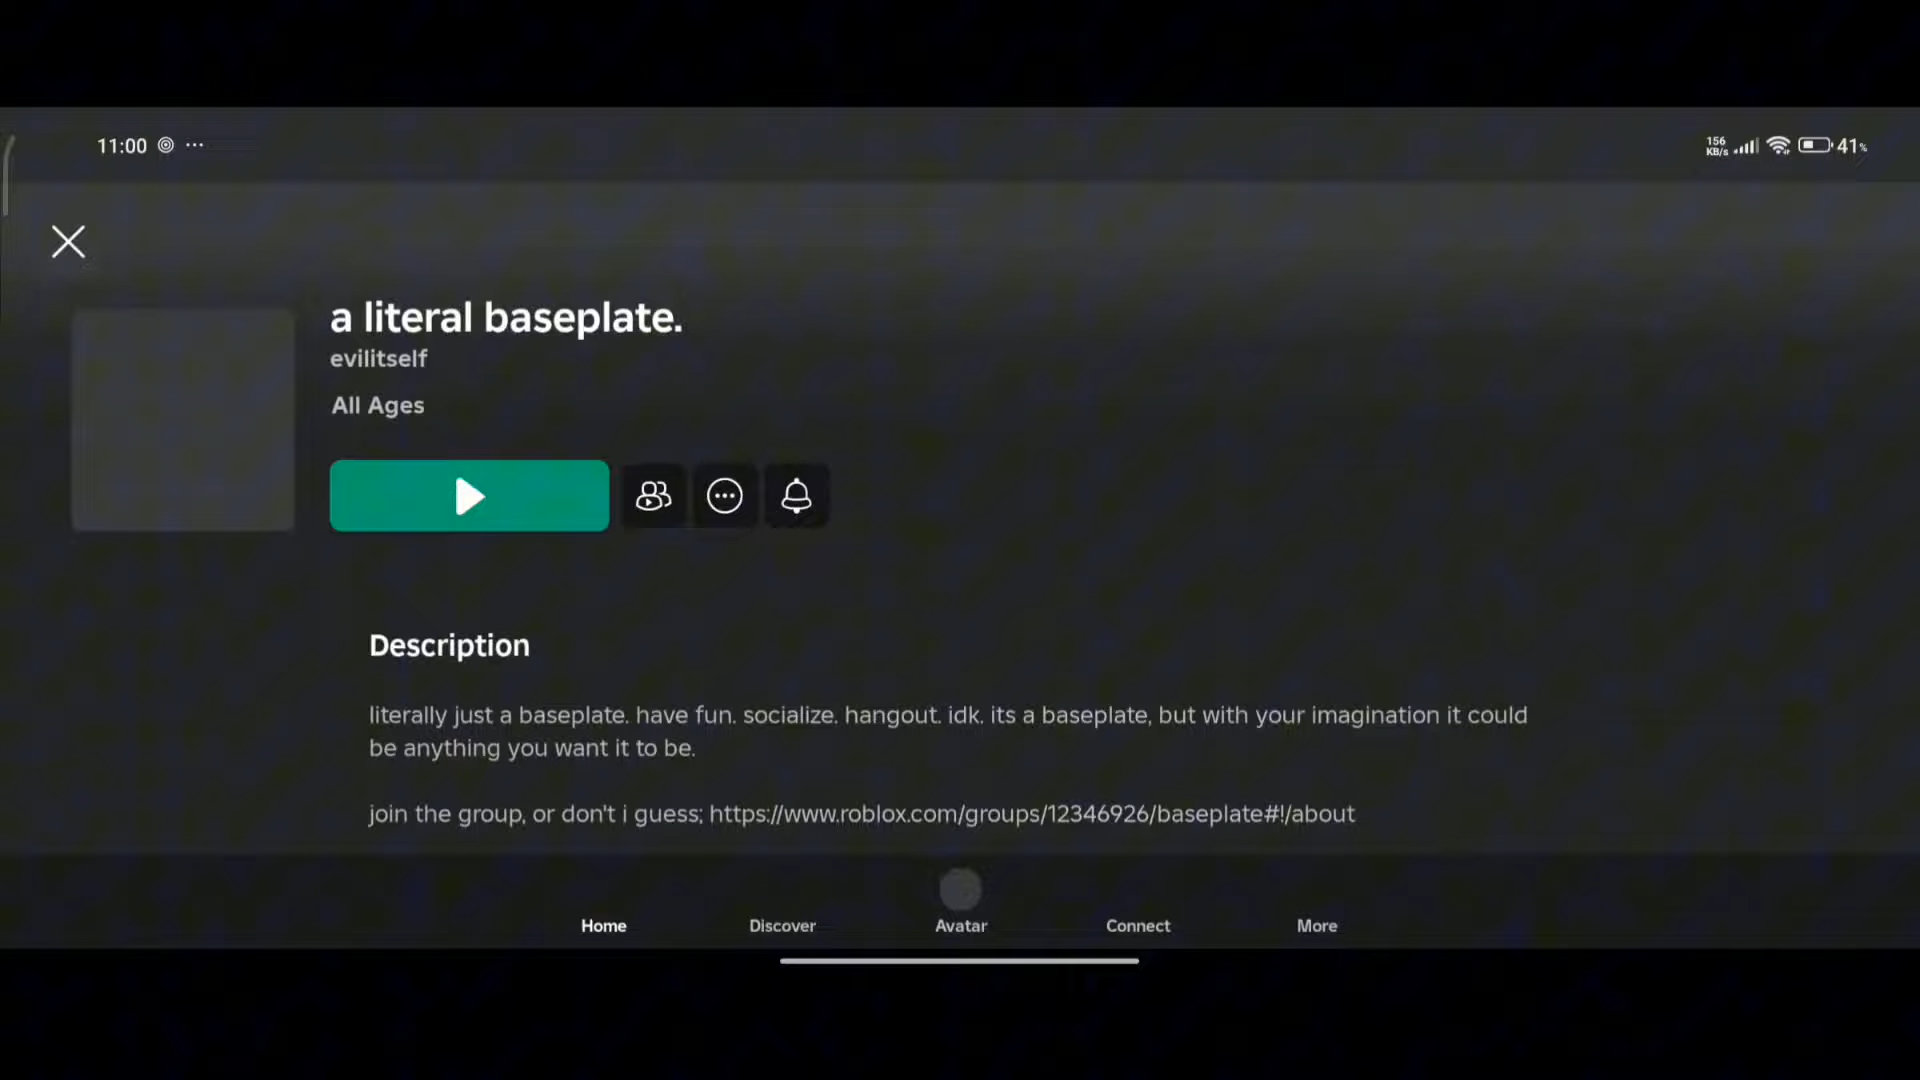 11:00
156
KB/s
41%
a literal baseplate.
evilitself
All Ages
Description
literally just a baseplate. have fun. socialize. hangout. idk. its a baseplate, but with your imagination it could
be anything you want it to be.
join the group, or don't i guess; https://www.roblox.com/groups/12346926/baseplate#!/about
Home Discover Avatar Connect More